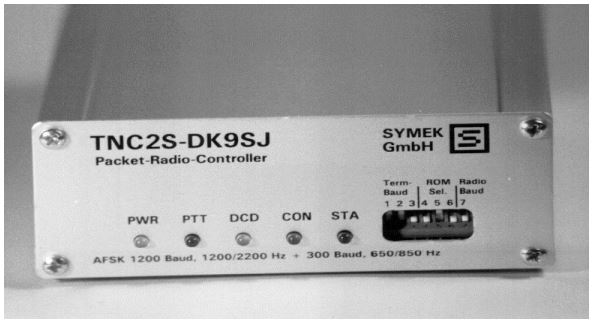 TNC2S-DK9SJ
Packet-Radio-Controller
SYMEK
GmbH
S
Term- ROM Radio
Baud Sel. Baud
1 2 3 4 5 6 7
PWR PTT DCD CON STA
AFSK 1200 Baud, 1200/2200 Hz + 300 Baud, 650/850 Hz